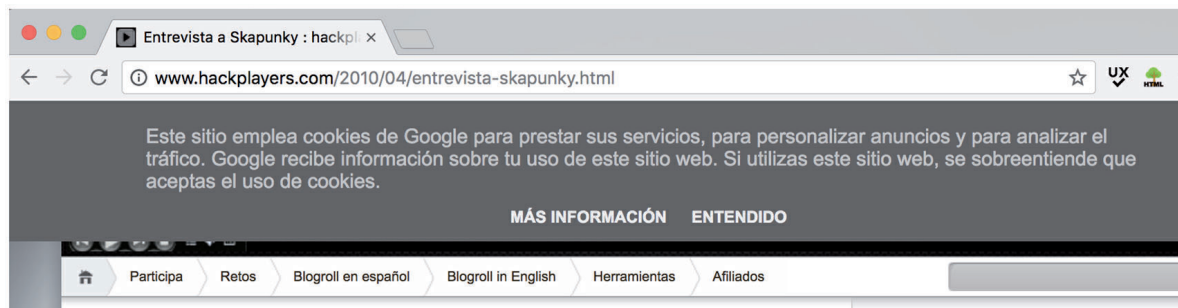 Entrevista a Skapunky : hackpl
www.hackplayers.com/2010/04/entrevista-skapunky.html
UX
HTML
Este sitio emplea cookies de Google para prestar sus servicios, para personalizar anuncios y para analizar el
tráfico. Google recibe información sobre tu uso de este sitio web. Si utilizas este sitio web, se sobreentiende que
aceptas el uso de cookies.
MÁS INFORMACIÓN ENTENDIDO
Participa Retos Blogroll en español Blogroll in English Herramientas Afiliados